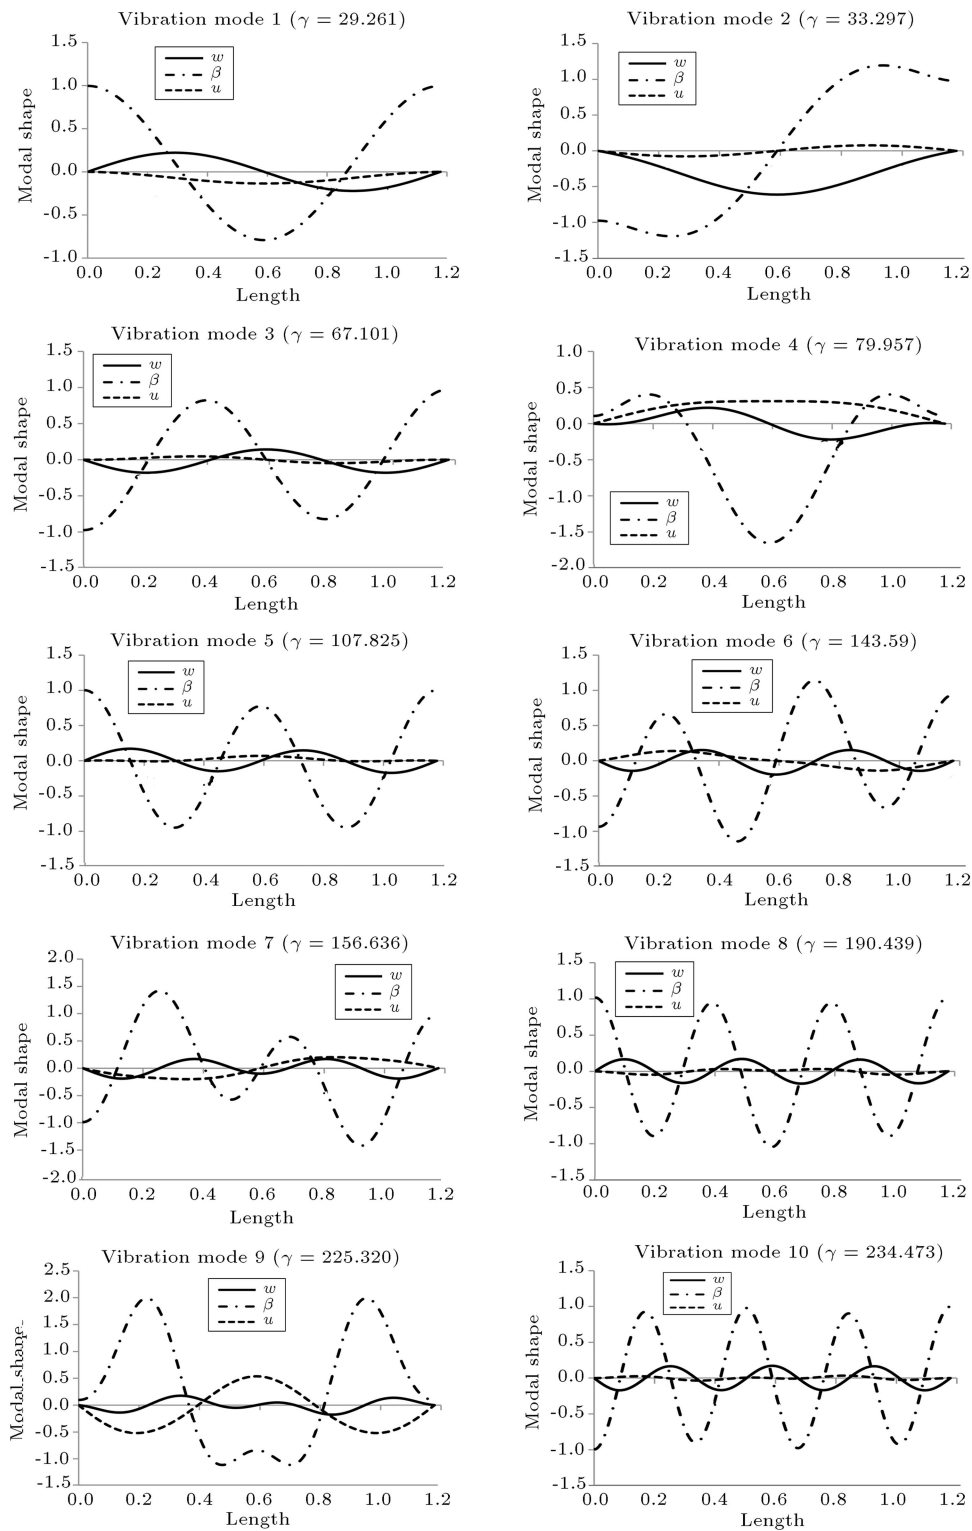 Vibration mode 1 (γ = 29.261)
1.5
1.0
0.5
0.0
-0.5
-1.0
Modal shape
w
β
u
0.0 0.2 0.4 0.6 0.8 1.0 1.2
Length
Vibration mode 2 (γ = 33.297)
1.5
1.0
0.5
0.0
-0.5
-1.0
-1.5
Modal shape
w
β
u
0.0 0.2 0.4 0.6 0.8 1.0 1.2
Length
Vibration mode 3 (γ = 67.101)
1.5
1.0
0.5
0.0
-0.5
-1.0
-1.5
Modal shape
w
β
u
0.0 0.2 0.4 0.6 0.8 1.0 1.2
Length
Vibration mode 4 (γ = 79.957)
1.0
0.5
0.0
-0.5
-1.0
-1.5
-2.0
Modal shape
w
β
u
0.0 0.2 0.4 0.6 0.8 1.0 1.2
Length
Vibration mode 5 (γ = 107.825)
1.5
1.0
0.5
0.0
-0.5
-1.0
-1.5
Modal shape
w
β
u
0.0 0.2 0.4 0.6 0.8 1.0 1.2
Length
Vibration mode 6 (γ = 143.59)
1.5
1.0
0.5
0.0
-0.5
-1.0
-1.5
Modal shape
w
β
u
0.0 0.2 0.4 0.6 0.8 1.0 1.2
Length
Vibration mode 7 (γ = 156.636)
2.0
1.5
1.0
0.5
0.0
-0.5
-1.0
-1.5
-2.0
Modal shape
w
β
u
0.0 0.2 0.4 0.6 0.8 1.0 1.2
Length
Vibration mode 8 (γ = 190.439)
1.5
1.0
0.5
0.0
-0.5
-1.0
-1.5
Modal shape
w
β
u
0.0 0.2 0.4 0.6 0.8 1.0 1.2
Length
Vibration mode 9 (γ = 225.320)
2.5
2.0
1.5
1.0
0.5
0.0
-0.5
-1.0
-1.5
Modal shape
w
β
u
0.0 0.2 0.4 0.6 0.8 1.0 1.2
Length
Vibration mode 10 (γ = 234.473)
1.5
1.0
0.5
0.0
-0.5
-1.0
-1.5
Modal shape
w
β
u
0.0 0.2 0.4 0.6 0.8 1.0 1.2
Length